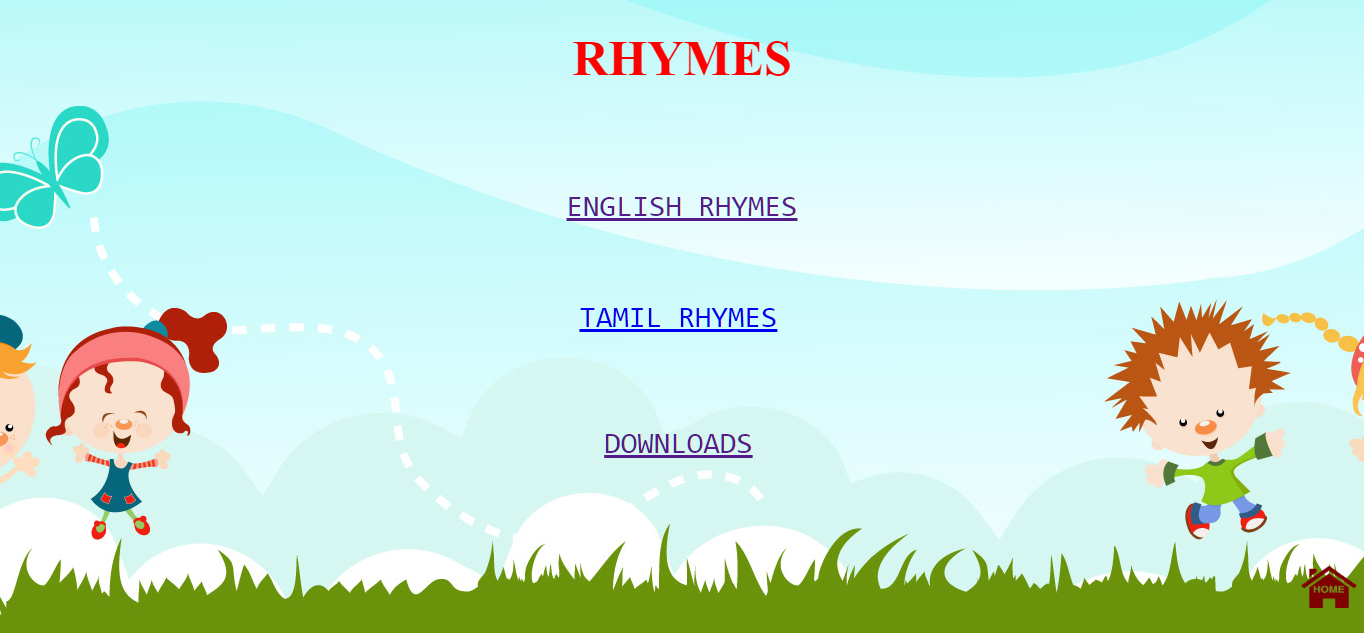 RHYMES
ENGLISH RHYMES
TAMIL RHYMES
DOWNLOADS
HOME